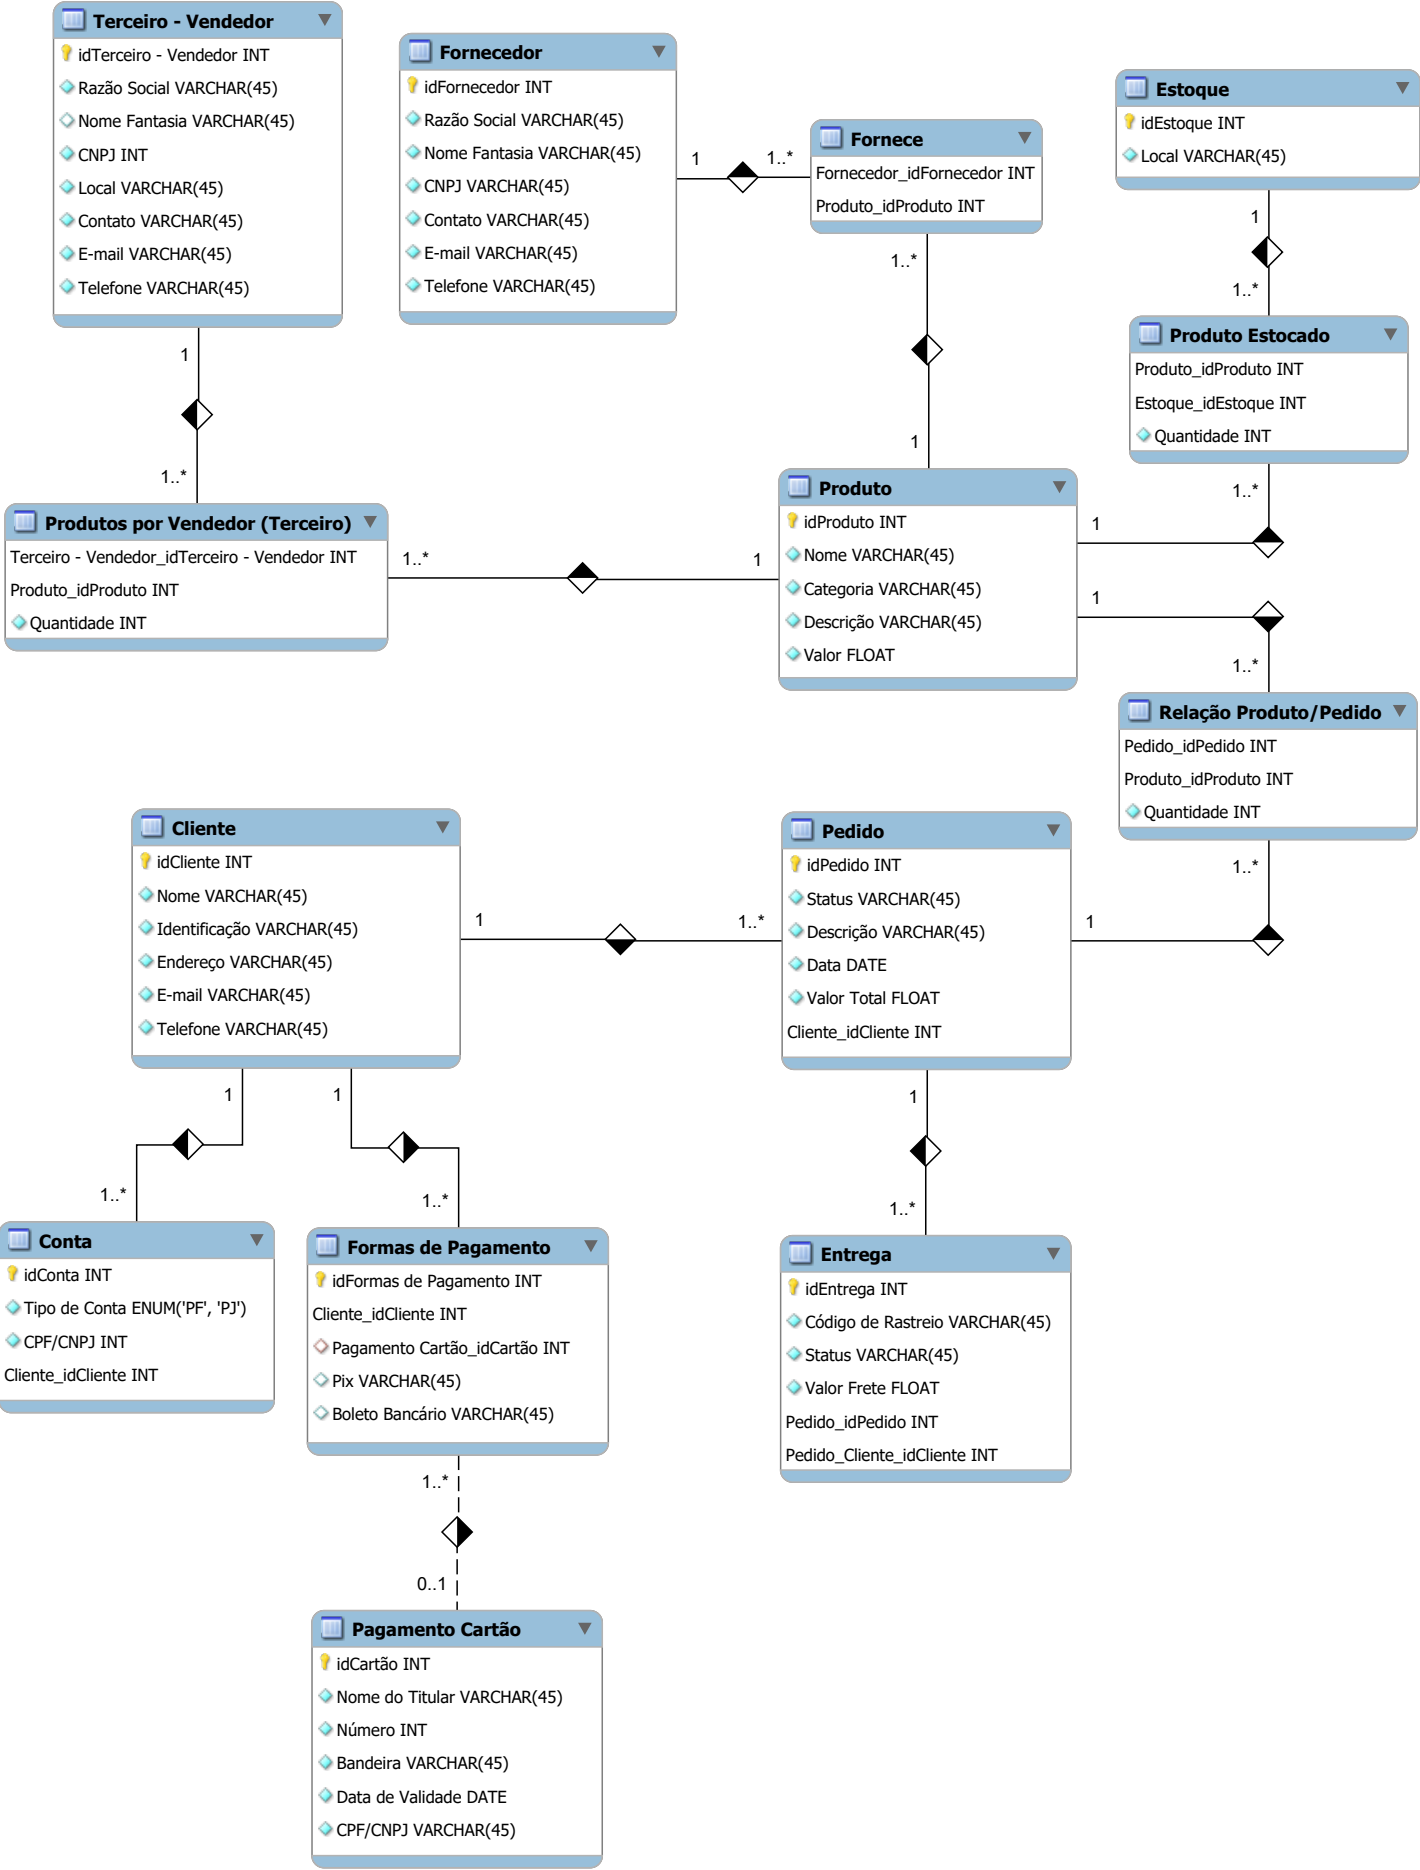 Terceiro - Vendedor
idTerceiro - Vendedor INT
Razão Social VARCHAR(45)
Nome Fantasia VARCHAR(45)
CNPJ INT
Local VARCHAR(45)
Contato VARCHAR(45)
E-mail VARCHAR(45)
Telefone VARCHAR(45)
Fornecedor
idFornecedor INT
Razão Social VARCHAR(45)
Nome Fantasia VARCHAR(45)
CNPJ VARCHAR(45)
Contato VARCHAR(45)
E-mail VARCHAR(45)
Telefone VARCHAR(45)
1
1..*
Fornece
Fornecedor_idFornecedor INT
Produto_idProduto INT
Estoque
idEstoque INT
Local VARCHAR(45)
1
1..*
1..*
1
Produto Estocado
Produto_idProduto INT
Estoque_idEstoque INT
Quantidade INT
1
1..*
Produtos por Vendedor (Terceiro)
Terceiro - Vendedor_idTerceiro - Vendedor INT
Produto_idProduto INT
Quantidade INT
1..*
1
Produto
idProduto INT
Nome VARCHAR(45)
Categoria VARCHAR(45)
Descrição VARCHAR(45)
Valor FLOAT
1..*
1
1
1..*
Relação Produto/Pedido
Pedido_idPedido INT
Produto_idProduto INT
Quantidade INT
Cliente
idCliente INT
Nome VARCHAR(45)
Identificação VARCHAR(45)
Endereço VARCHAR(45)
E-mail VARCHAR(45)
Telefone VARCHAR(45)
1
1..*
Pedido
idPedido INT
Status VARCHAR(45)
Descrição VARCHAR(45)
Data DATE
Valor Total FLOAT
Cliente_idCliente INT
1..*
1
1
1
1
1..*
1..*
1..*
Conta
idConta INT
Tipo de Conta ENUM('PF', 'PJ')
CPF/CNPJ INT
Cliente_idCliente INT
Formas de Pagamento
idFormas de Pagamento INT
Cliente_idCliente INT
Pagamento Cartão_idCartão INT
Pix VARCHAR(45)
Boleto Bancário VARCHAR(45)
Entrega
idEntrega INT
Código de Rastreio VARCHAR(45)
Status VARCHAR(45)
Valor Frete FLOAT
Pedido_idPedido INT
Pedido_Cliente_idCliente INT
1..*
0..1
Pagamento Cartão
idCartão INT
Nome do Titular VARCHAR(45)
Número INT
Bandeira VARCHAR(45)
Data de Validade DATE
CPF/CNPJ VARCHAR(45)